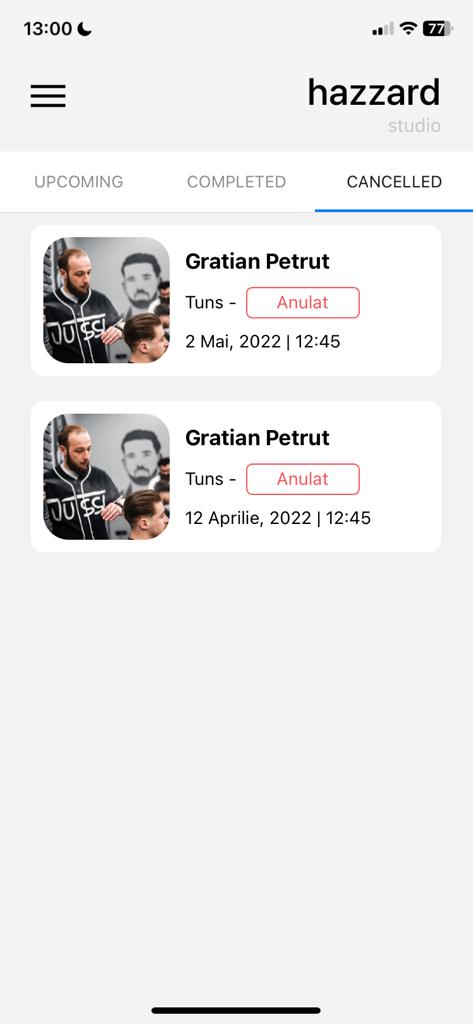 13:00
77
hazzard
studio
UPCOMING
COMPLETED
CANCELLED
Gratian Petrut
Tuns - Anulat
2 Mai, 2022 | 12:45
Gratian Petrut
Tuns - Anulat
12 Aprilie, 2022 | 12:45